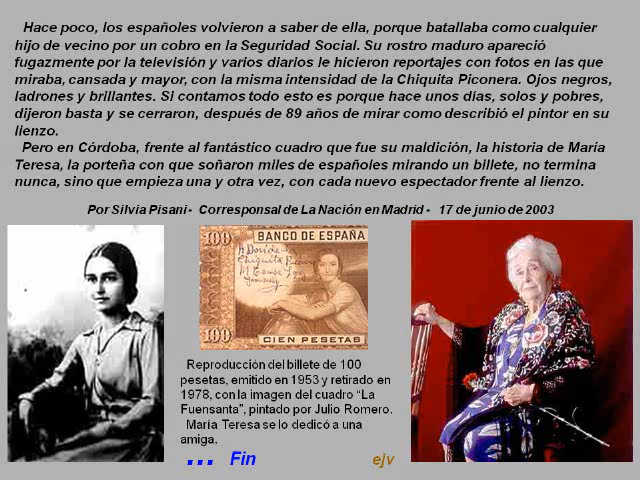 Hace poco, los españoles volvieron a saber de ella, porque batallaba como cualquier
hijo de vecino por un cobro en la Seguridad Social. Su rostro maduro apareció
fugazmente por la televisión y varios diarios le hicieron reportajes con fotos en las que
miraba, cansada y mayor, con la misma intensidad de la Chiquita Piconera. Ojos negros,
ladrones y brillantes. Si contamos todo esto es porque hace unos días, solos y pobres,
dijeron basta y se cerraron, después de 89 años de mirar como describió el pintor en su
lienzo.
Pero en Córdoba, frente al fantástico cuadro que fue su maldición, la historia de María
Teresa, la porteña con que soñaron miles de españoles mirando un billete, no termina
nunca, sino que empieza una y otra vez, con cada nuevo espectador frente al lienzo.
Por Silvia Pisani - Corresponsal de La Nación en Madrid - 17 de junio de 2003
100 BANCO DE ESPAÑA
Chiquita
100 CIEN PESETAS
Reproducción del billete de 100
pesetas, emitido en 1953 y retirado en
1978, con la imagen del cuadro “La
Fuensanta”, pintado por Julio Romero.
María Teresa se lo dedicó a una
amiga.
... Fin ejv